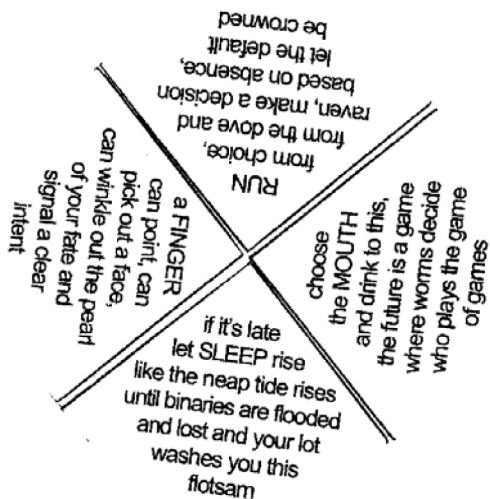 RUN
from choice,
from the dove and
raven, make a decision
based on absence,
let the default
be crowned
choose
the MOUTH
and drink to this,
the future is a game
where worms decide
who plays the game
of games
if it's late
let SLEEP rise
like the neap tide rises
until binaries are flooded
and lost and your lot
washes you this
flotsam
a FINGER
can point, can
pick out a face,
can winkle out the pearl
of your fate and
signal a clear
intent